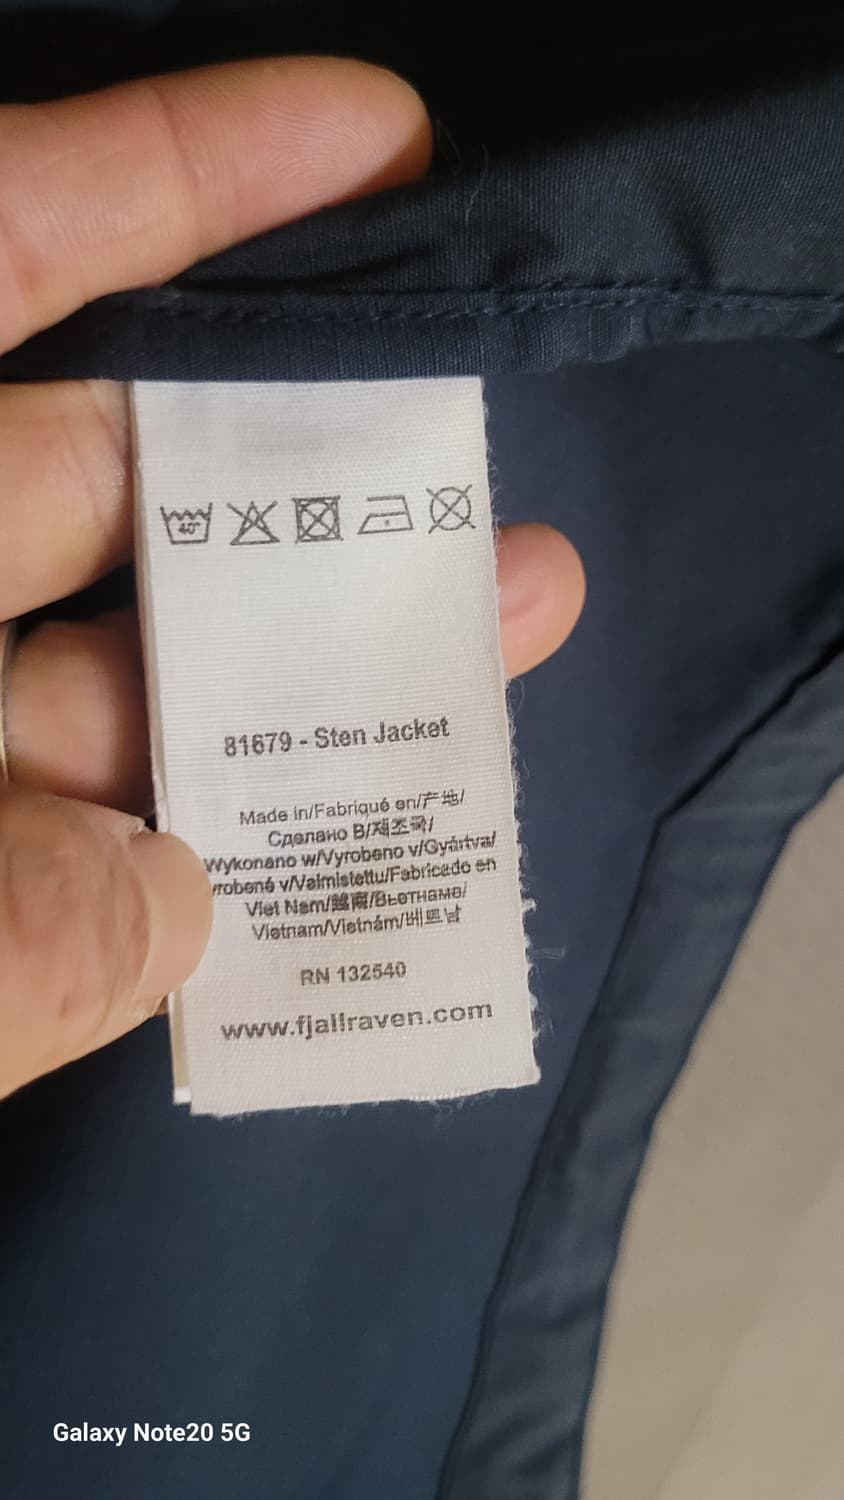 40°
81679 - Sten Jacket
Made in/Fabriqué en/产地/
Сделано В/제조국/
Wykonano w/Vyrobeno v/Gyártva/
yrobené v/Valmistettu/Fabricado en
Viet Nam/越南/Вьетнаме/
Vietnam/Vietnám/베트남
RN 132540
www.fjallraven.com
Galaxy Note20 5G